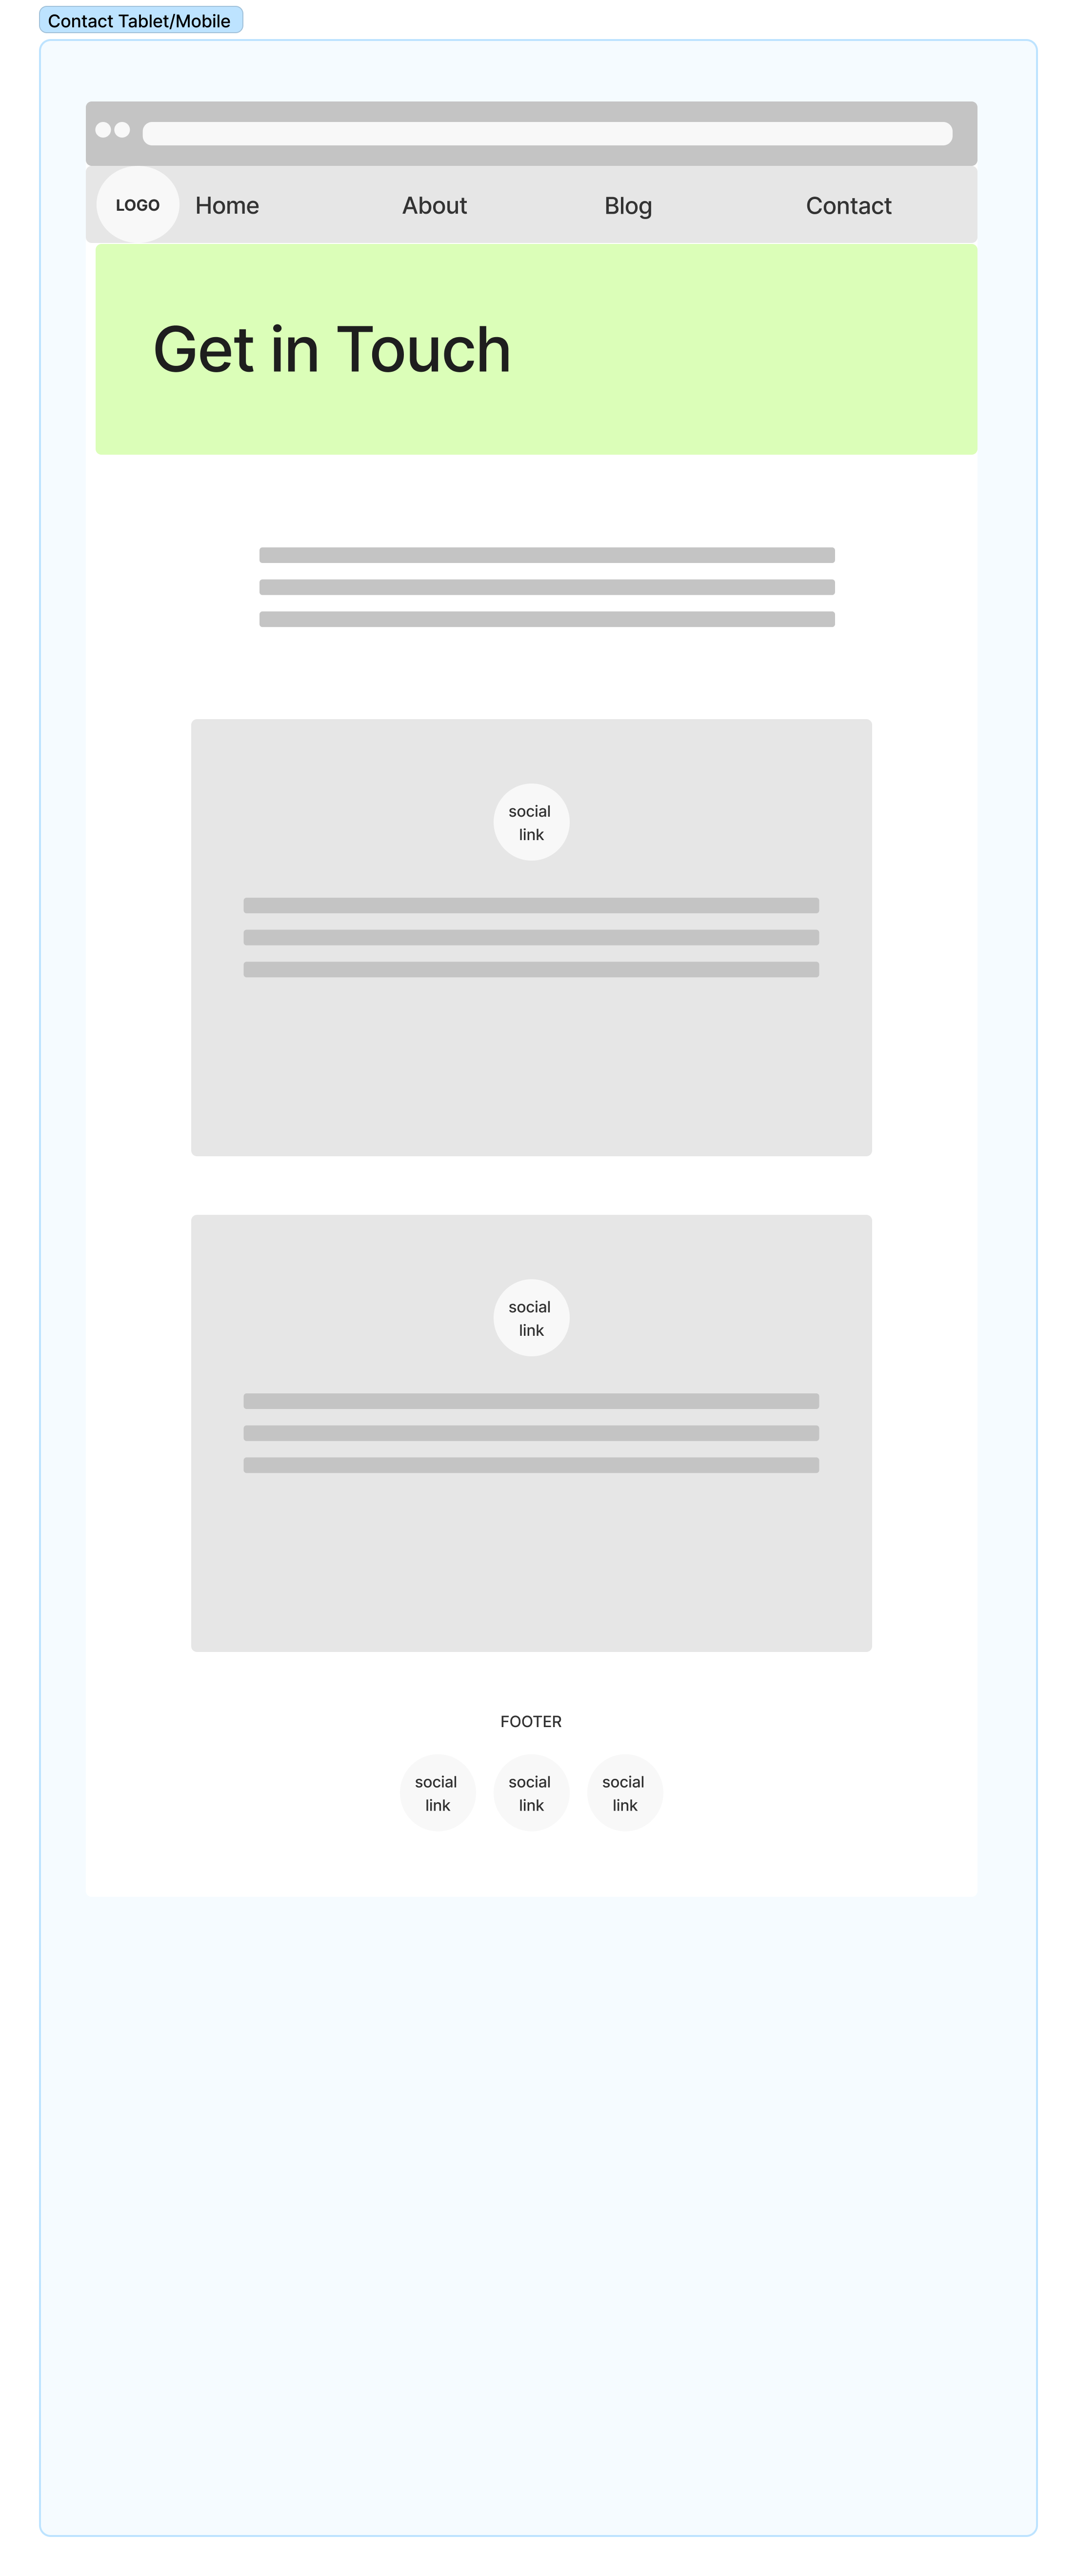 Contact Tablet/Mobile
LOGO Home About Blog Contact
Get in Touch
social
link
social
link
FOOTER
social social social
link link link